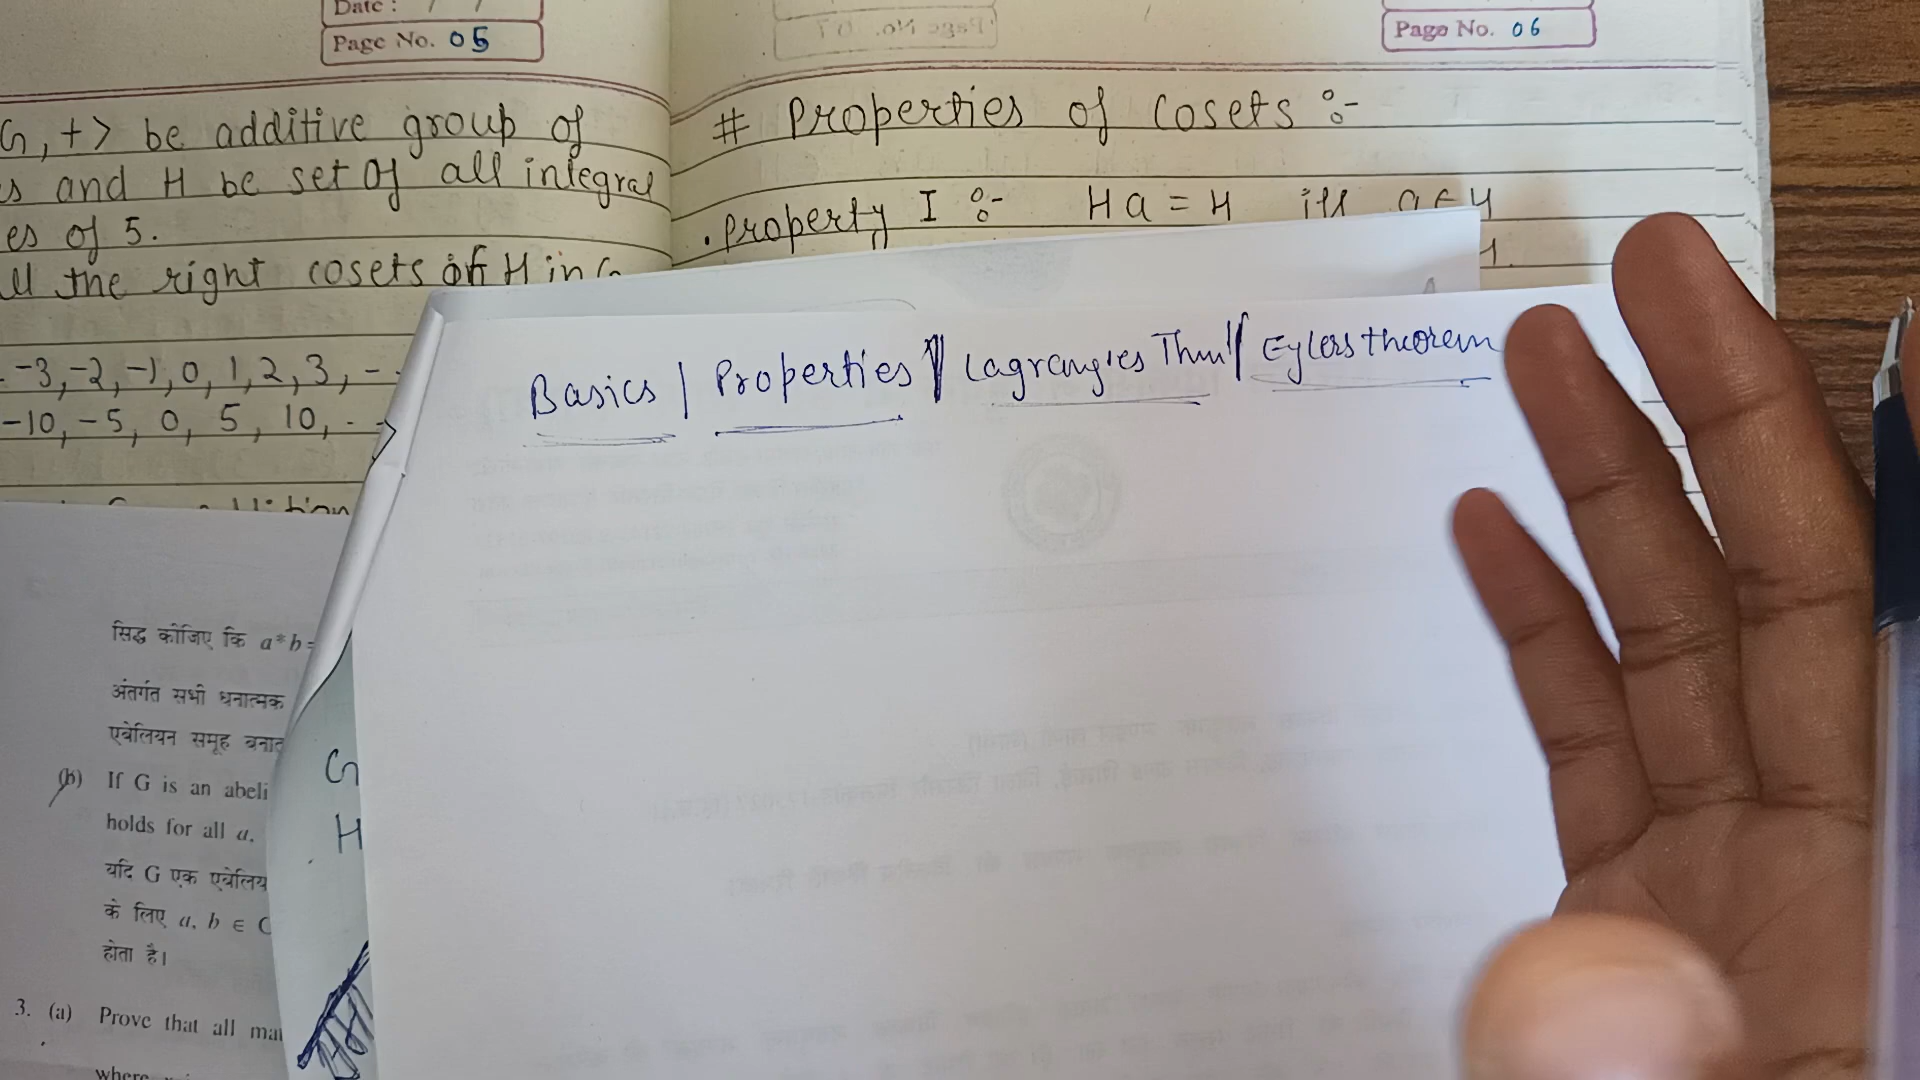 Date : / /
Page No. 05
G, +> be additive group of
s and H be set of all integral
es of 5.
ll the right cosets of H in G
-3, -2, -1, 0, 1, 2, 3, -
-10, -5, 0, 5, 10, -
Page No. 06
# Properties of cosets :-
. property I :- Ha = H iff a ∈ H
H.
Basics | Properties || Lagrangies Thm || Eylers theorem
सिद्ध कीजिए कि a*b=
अंतर्गत सभी धनात्मक
एबेलियन समूह बनात
(b) If G is an abeli
holds for all a,
यदि G एक एबेलिय
के लिए a, b ∈ G
होता है।
3. (a) Prove that all mat
where
G
H